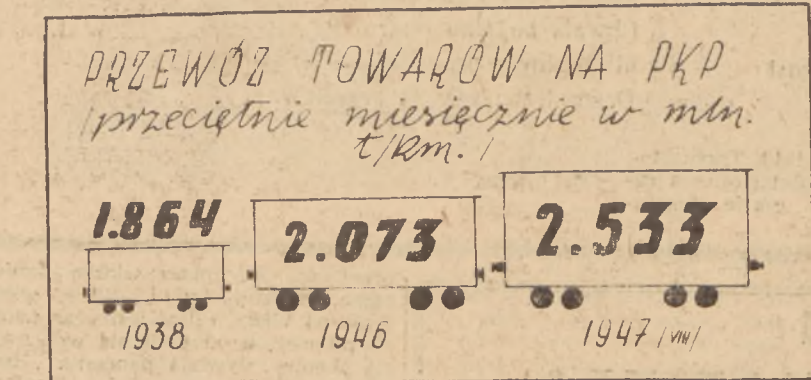 PRZEWÓZ TOWARÓW NA PKP
/przeciętnie miesięcznie w mln.
t/km./
1.864 2.073 2.533
1938 1946 1947 /VIII/